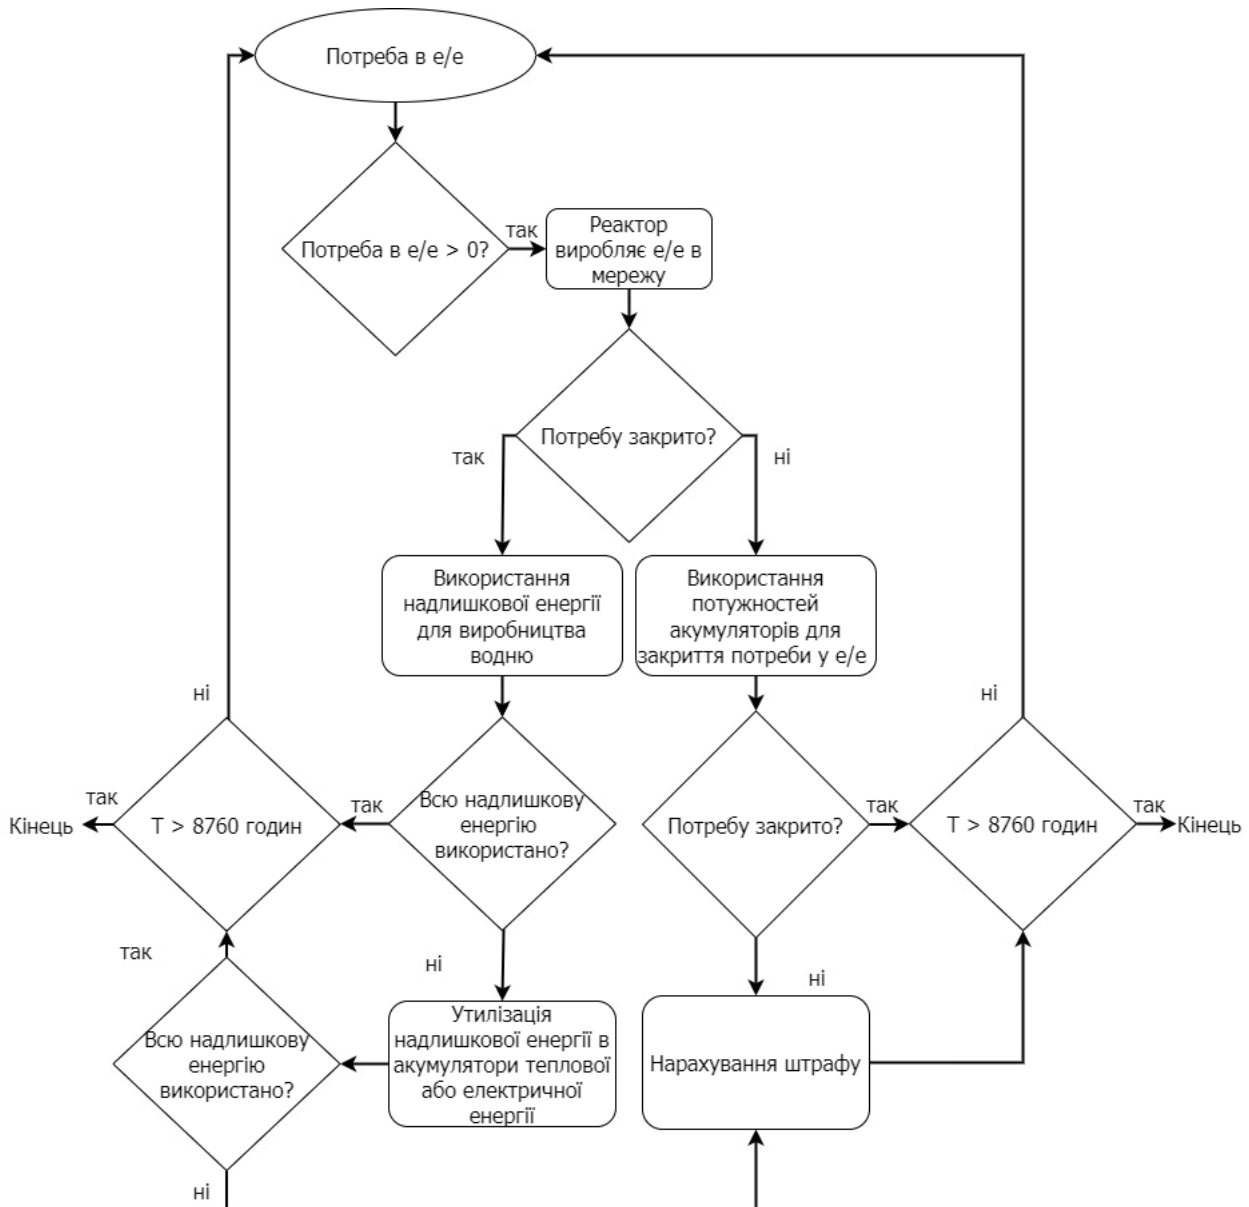 Потреба в е/е
Потреба в е/е > 0?
так
Реактор
виробляє е/е в
мережу
Потребу закрито?
так
ні
Використання
надлишкової енергії
для виробництва
водню
Використання
потужностей
акумуляторів для
закриття потреби у е/е
ні
ні
Кінець
так
Т > 8760 годин
так
Всю надлишкову
енергію
використано?
Потребу закрито?
так
Т > 8760 годин
так
Кінець
так
ні
ні
Всю надлишкову
енергію
використано?
Утилізація
надлишкової енергії в
акумулятори теплової
або електричної
енергії
Нарахування штрафу
ні